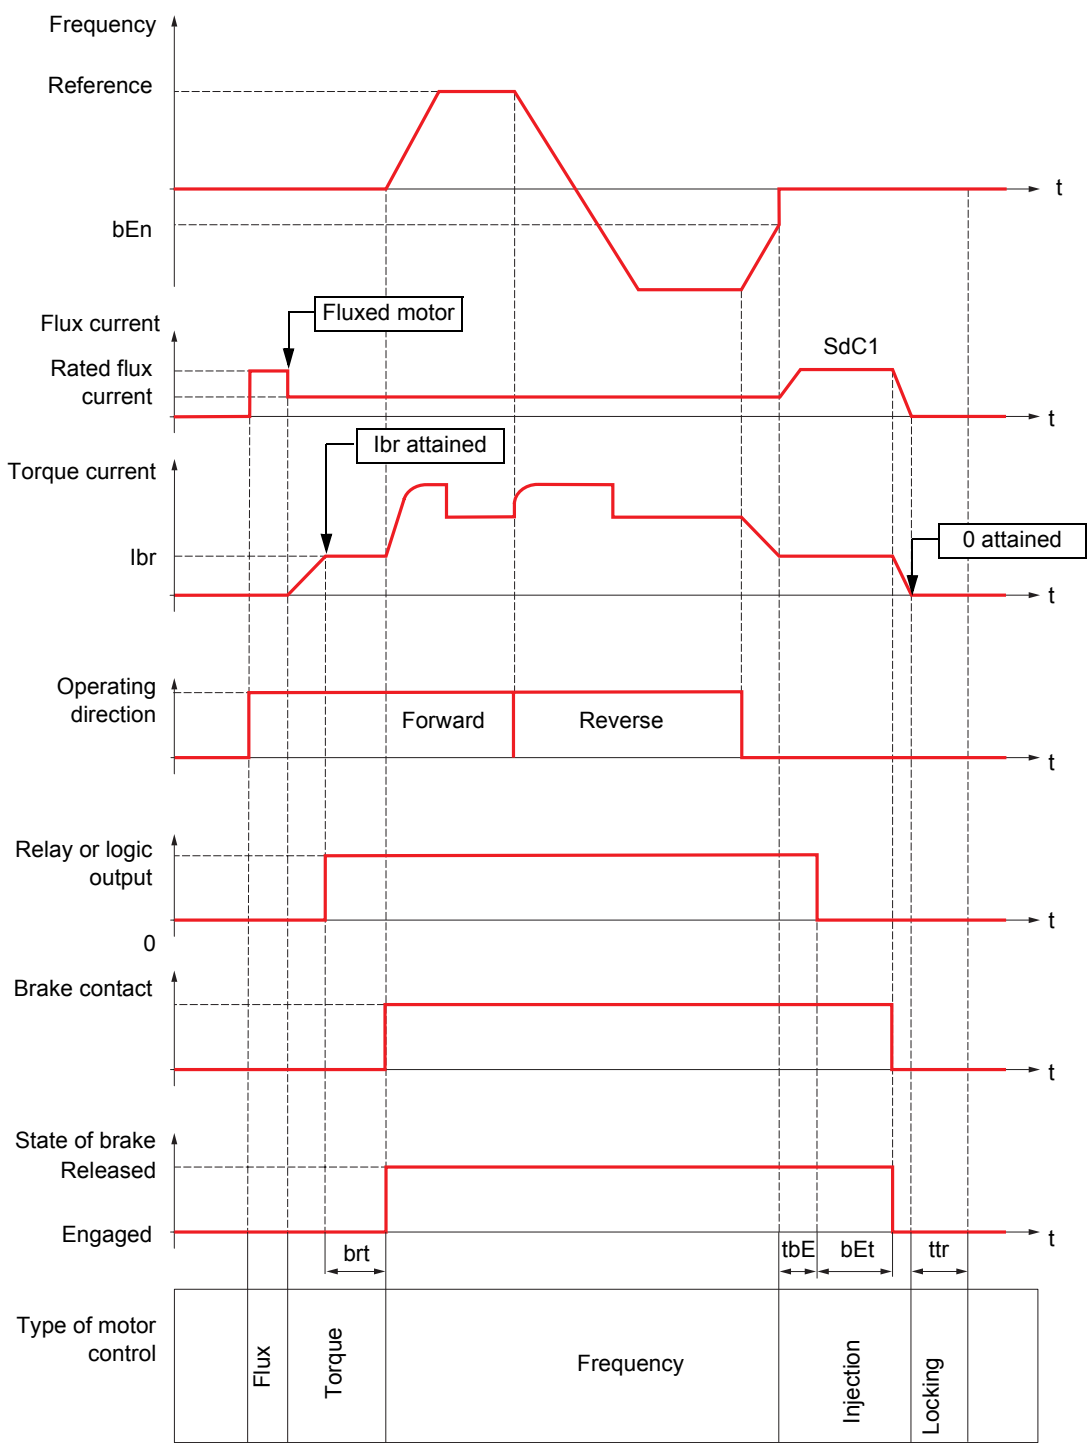 Frequency
Reference
t
bEn
Fluxed motor
Flux current
SdC1
Rated flux
current
t
Ibr attained
Torque current
0 attained
Ibr
t
Operating
direction
Forward
Reverse
t
Relay or logic
output
0
t
Brake contact
t
State of brake
Released
Engaged
t
brt
tbE
bEt
ttr
Type of motor
control
Flux
Torque
Frequency
Injection
Locking